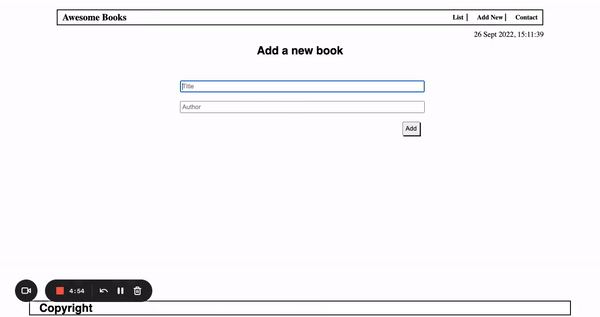 Awesome Books
List | Add New | Contact
26 Sept 2022, 15:11:39
Add a new book
Title
Author
Add
4:54
Copyright